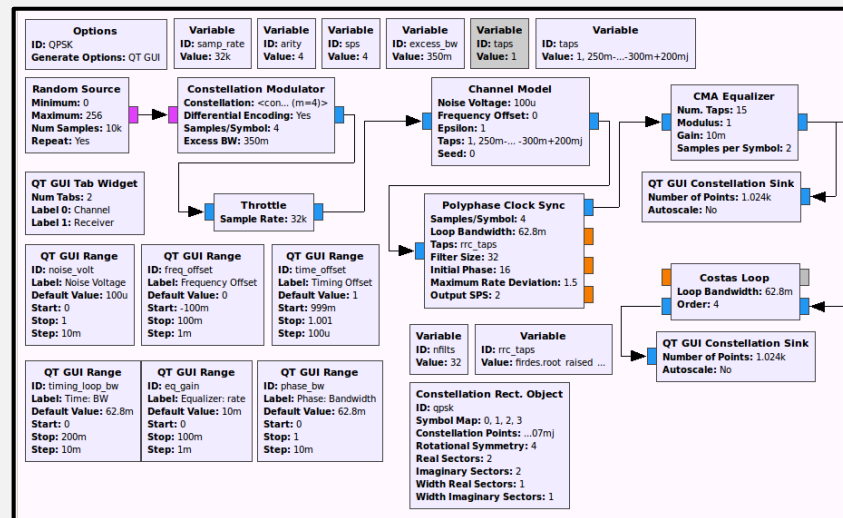 Options
ID: QPSK
Generate Options: QT GUI
Variable
ID: samp_rate
Value: 32k
Variable
ID: arity
Value: 4
Variable
ID: sps
Value: 4
Variable
ID: excess_bw
Value: 350m
Variable
ID: taps
Value: 1
Variable
ID: taps
Value: 1, 250m-...-300m+200mj
Random Source
Minimum: 0
Maximum: 256
Num Samples: 10k
Repeat: Yes
Constellation Modulator
Constellation: <con... (m=4)>
Differential Encoding: Yes
Samples/Symbol: 4
Excess BW: 350m
Channel Model
Noise Voltage: 100u
Frequency Offset: 0
Epsilon: 1
Taps: 1, 250m-... -300m+200mj
Seed: 0
CMA Equalizer
Num. Taps: 15
Modulus: 1
Gain: 10m
Samples per Symbol: 2
QT GUI Tab Widget
Num Tabs: 2
Label 0: Channel
Label 1: Receiver
Throttle
Sample Rate: 32k
Polyphase Clock Sync
Samples/Symbol: 4
Loop Bandwidth: 62.8m
Taps: rrc_taps
Filter Size: 32
Initial Phase: 16
Maximum Rate Deviation: 1.5
Output SPS: 2
QT GUI Constellation Sink
Number of Points: 1.024k
Autoscale: No
QT GUI Range
ID: noise_volt
Label: Noise Voltage
Default Value: 100u
Start: 0
Stop: 1
Step: 10m
QT GUI Range
ID: freq_offset
Label: Frequency Offset
Default Value: 0
Start: -100m
Stop: 100m
Step: 1m
QT GUI Range
ID: time_offset
Label: Timing Offset
Default Value: 1
Start: 999m
Stop: 1.001
Step: 100u
Costas Loop
Loop Bandwidth: 62.8m
Order: 4
Variable
ID: nfilts
Value: 32
Variable
ID: rrc_taps
Value: firdes.root_raised_...
QT GUI Constellation Sink
Number of Points: 1.024k
Autoscale: No
QT GUI Range
ID: timing_loop_bw
Label: Time: BW
Default Value: 62.8m
Start: 0
Stop: 200m
Step: 10m
QT GUI Range
ID: eq_gain
Label: Equalizer: rate
Default Value: 10m
Start: 0
Stop: 100m
Step: 1m
QT GUI Range
ID: phase_bw
Label: Phase: Bandwidth
Default Value: 62.8m
Start: 0
Stop: 1
Step: 10m
Constellation Rect. Object
ID: qpsk
Symbol Map: 0, 1, 2, 3
Constellation Points: ...07mj
Rotational Symmetry: 4
Real Sectors: 2
Imaginary Sectors: 2
Width Real Sectors: 1
Width Imaginary Sectors: 1